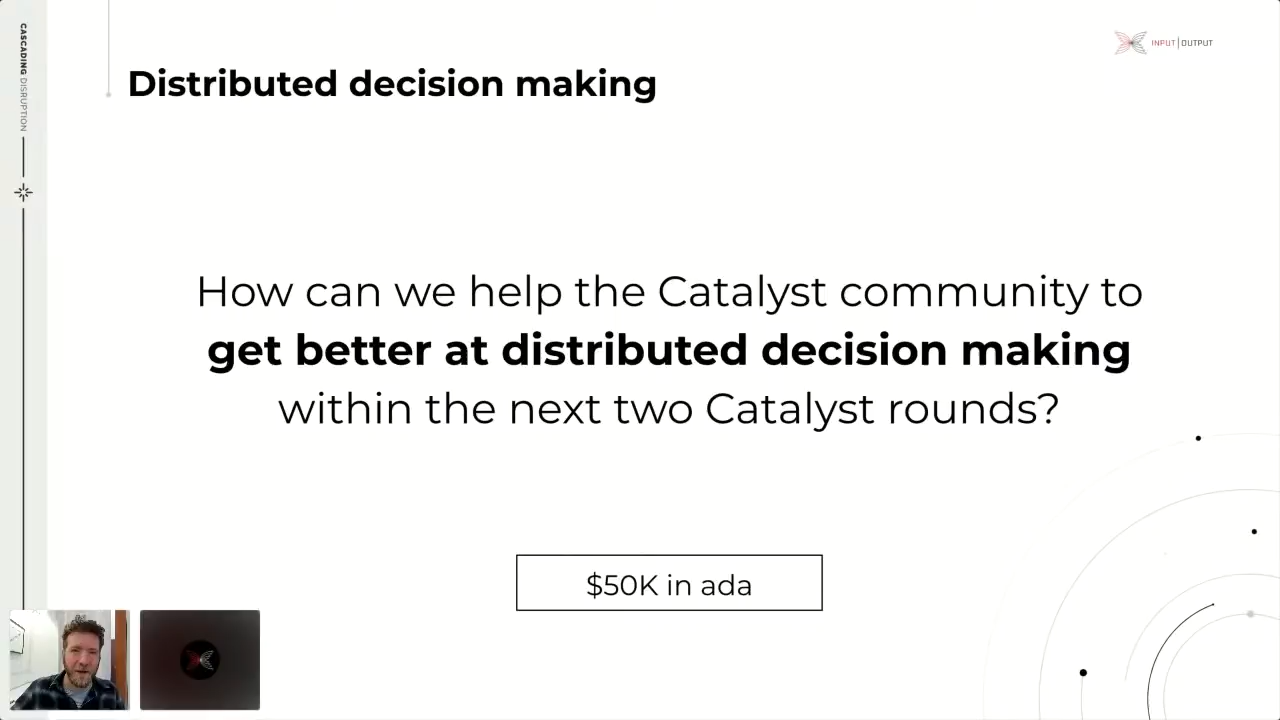 CASCADING DISRUPTION
INPUT | OUTPUT
Distributed decision making
How can we help the Catalyst community to
get better at distributed decision making
within the next two Catalyst rounds?
$50K in ada